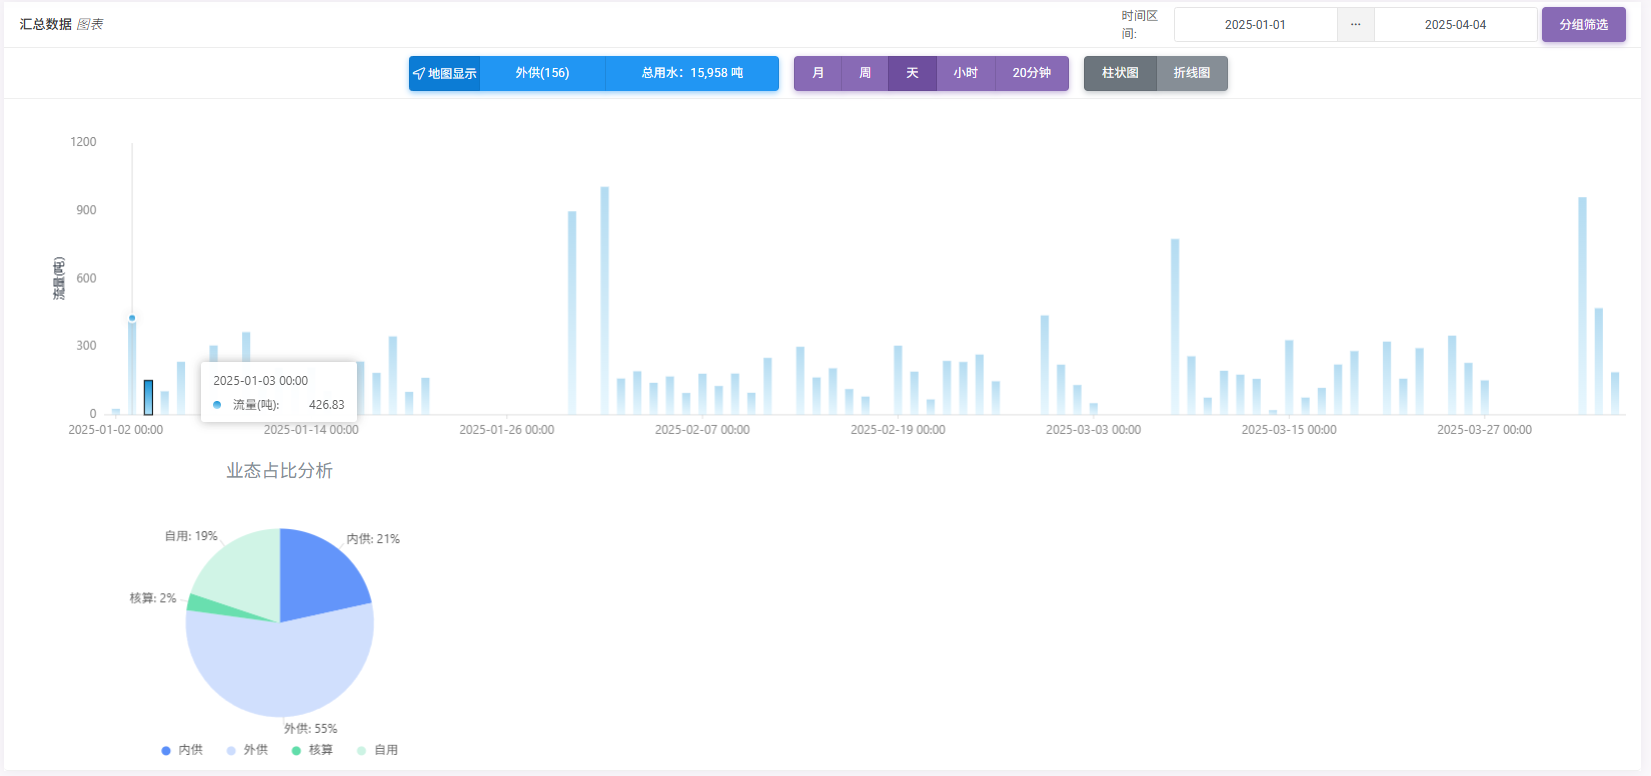 汇总数据 图表
时间区间:
2025-01-01 ... 2025-04-04
分组筛选
地图显示 外供(156) 总用水：15,958 吨
月 周 天 小时 20分钟
柱状图 折线图
流量(吨)
1200
900
600
300
0
2025-01-03 00:00
流量(吨): 426.83
2025-01-02 00:00 2025-01-14 00:00 2025-01-26 00:00 2025-02-07 00:00 2025-02-19 00:00 2025-03-03 00:00 2025-03-15 00:00 2025-03-27 00:00
业态占比分析
自用: 19%
内供: 21%
核算: 2%
外供: 55%
内供 外供 核算 自用